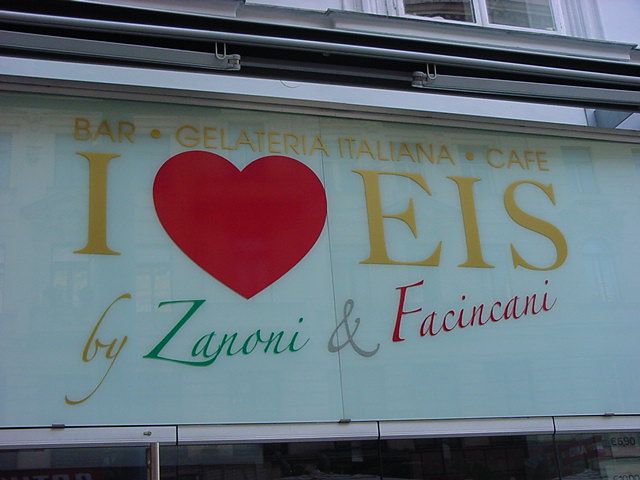 BAR • GELATERIA ITALIANA • CAFE
I ♥ EIS
by Zanoni & Facincani